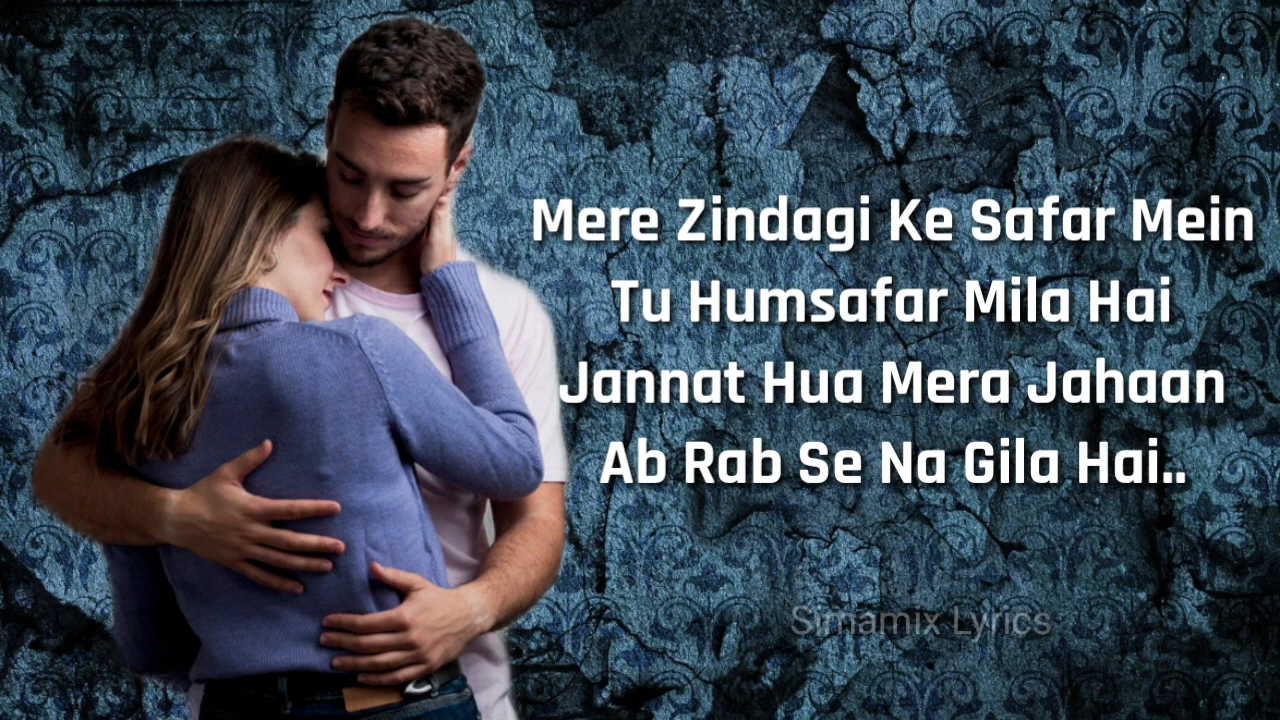 Mere Zindagi Ke Safar Mein
Tu Humsafar Mila Hai
Jannat Hua Mera Jahaan
Ab Rab Se Na Gila Hai..
Simamix Lyrics